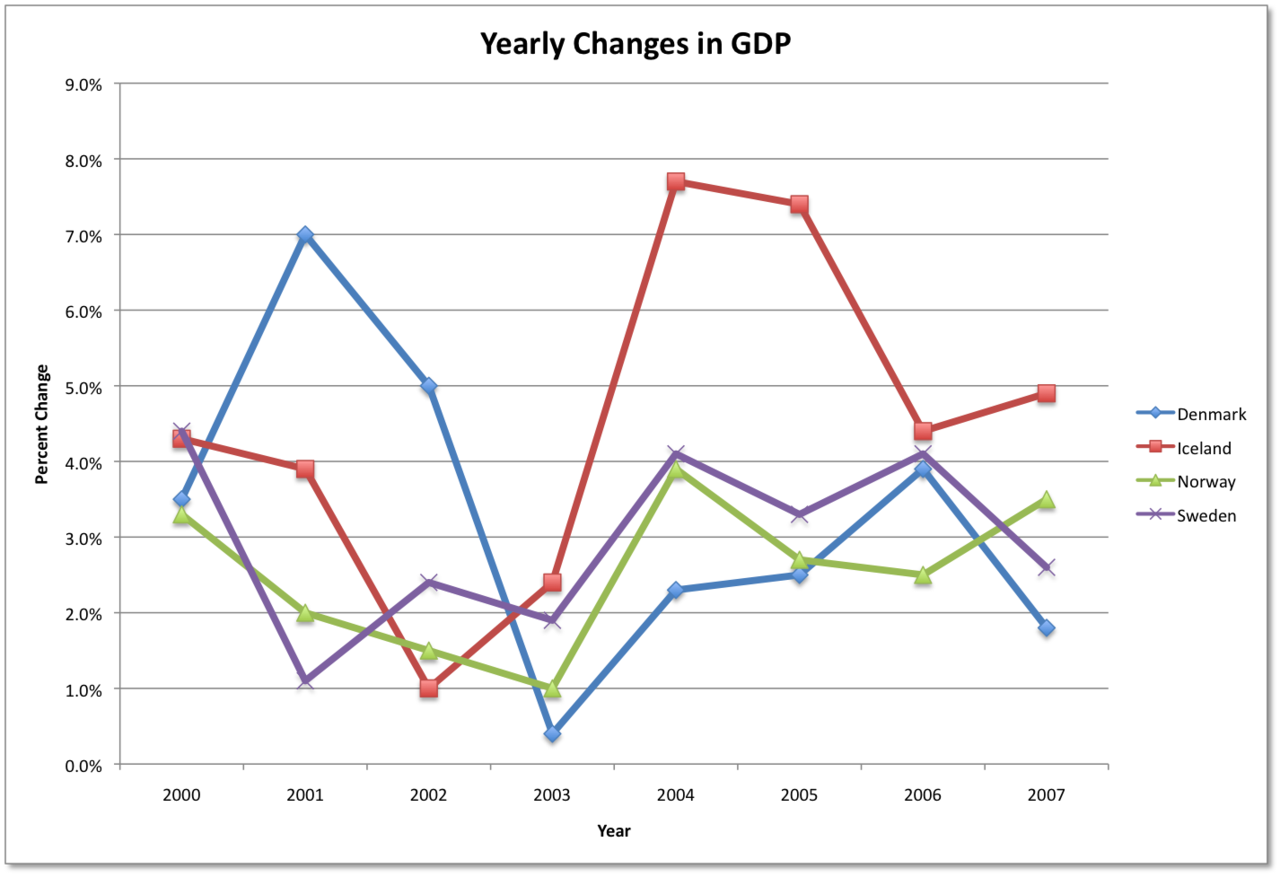 Yearly Changes in GDP
9.0%
8.0%
7.0%
6.0%
5.0%
4.0%
3.0%
2.0%
1.0%
0.0%
Percent Change
2000 2001 2002 2003 2004 2005 2006 2007
Year
Denmark
Iceland
Norway
Sweden